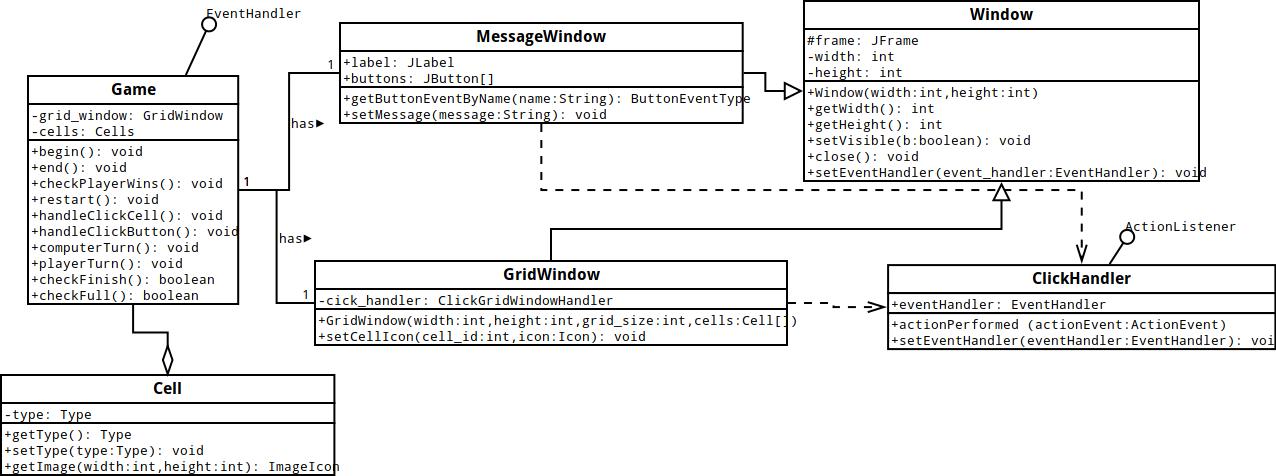 EventHandler
Game
-grid_window: GridWindow
-cells: Cells
+begin(): void
+end(): void
+checkPlayerWins(): void
+restart(): void
+handleClickCell(): void
+handleClickButton(): void
+computerTurn(): void
+playerTurn(): void
+checkFinish(): boolean
+checkFull(): boolean
1
1
has►
has►
1
MessageWindow
+label: JLabel
+buttons: JButton[]
+getButtonEventByName(name:String): ButtonEventType
+setMessage(message:String): void
Window
#frame: JFrame
-width: int
-height: int
+Window(width:int,height:int)
+getWidth(): int
+getHeight(): int
+setVisible(b:boolean): void
+close(): void
+setEventHandler(event_handler:EventHandler): void
GridWindow
-cick_handler: ClickGridWindowHandler
+GridWindow(width:int,height:int,grid_size:int,cells:Cell[])
+setCellIcon(cell_id:int,icon:Icon): void
ActionListener
ClickHandler
+eventHandler: EventHandler
+actionPerformed (actionEvent:ActionEvent)
+setEventHandler(eventHandler:EventHandler): voi
Cell
-type: Type
+getType(): Type
+setType(type:Type): void
+getImage(width:int,height:int): ImageIcon